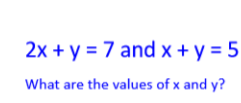 2x + y = 7 and x + y = 5
What are the values of x and y?